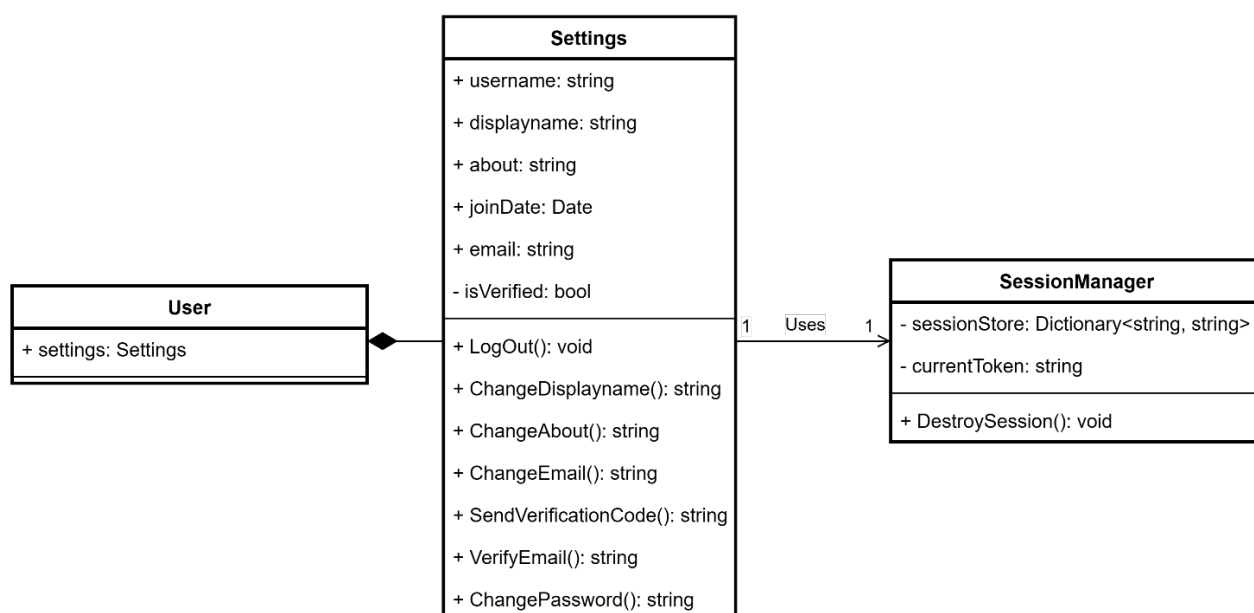 Settings
+ username: string
+ displayname: string
+ about: string
+ joinDate: Date
+ email: string
- isVerified: bool
+ LogOut(): void
+ ChangeDisplayname(): string
+ ChangeAbout(): string
+ ChangeEmail(): string
+ SendVerificationCode(): string
+ VerifyEmail(): string
+ ChangePassword(): string
User
+ settings: Settings
1 Uses 1
SessionManager
- sessionStore: Dictionary<string, string>
- currentToken: string
+ DestroySession(): void